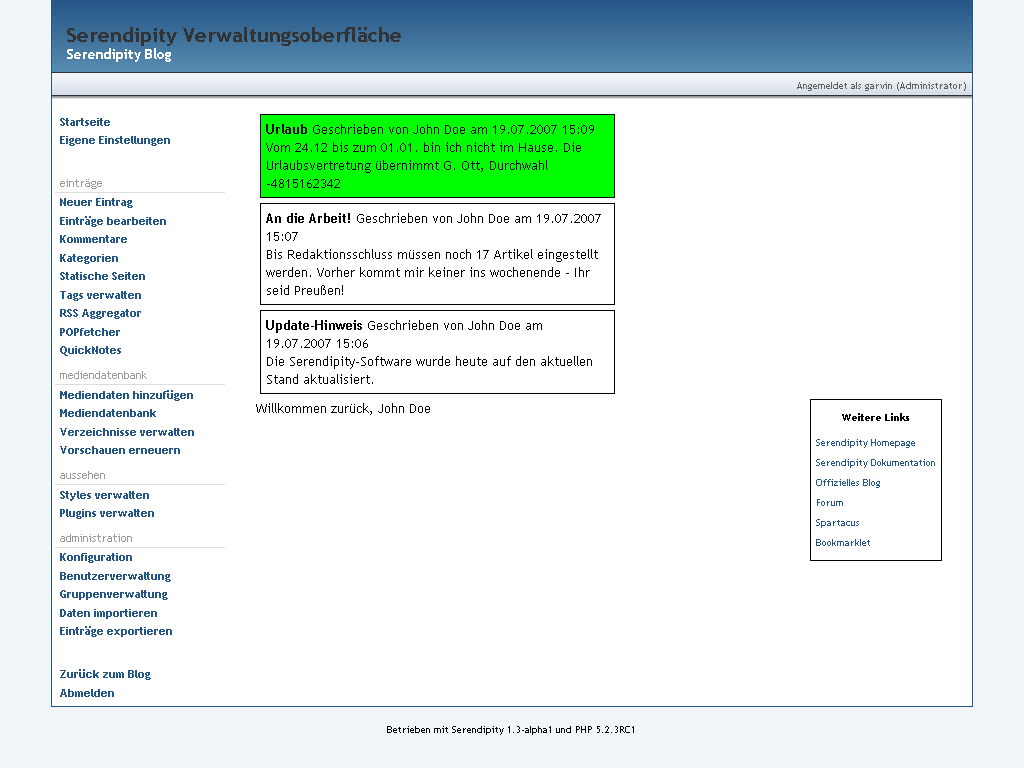 Serendipity Verwaltungsoberfläche
Serendipity Blog
Angemeldet als garvin (Administrator)
Startseite
Eigene Einstellungen
einträge
Neuer Eintrag
Einträge bearbeiten
Kommentare
Kategorien
Statische Seiten
Tags verwalten
RSS Aggregator
POPfetcher
QuickNotes
mediendatenbank
Mediendaten hinzufügen
Mediendatenbank
Verzeichnisse verwalten
Vorschauen erneuern
aussehen
Styles verwalten
Plugins verwalten
administration
Konfiguration
Benutzerverwaltung
Gruppenverwaltung
Daten importieren
Einträge exportieren
Zurück zum Blog
Abmelden
Urlaub Geschrieben von John Doe am 19.07.2007 15:09
Vom 24.12 bis zum 01.01. bin ich nicht im Hause. Die
Urlaubsvertretung übernimmt G. Ott, Durchwahl
-4815162342
An die Arbeit! Geschrieben von John Doe am 19.07.2007
15:07
Bis Redaktionsschluss müssen noch 17 Artikel eingestellt
werden. Vorher kommt mir keiner ins wochenende - Ihr
seid Preußen!
Update-Hinweis Geschrieben von John Doe am
19.07.2007 15:06
Die Serendipity-Software wurde heute auf den aktuellen
Stand aktualisiert.
Willkommen zurück, John Doe
Weitere Links
Serendipity Homepage
Serendipity Dokumentation
Offizielles Blog
Forum
Spartacus
Bookmarklet
Betrieben mit Serendipity 1.3-alpha1 und PHP 5.2.3RC1